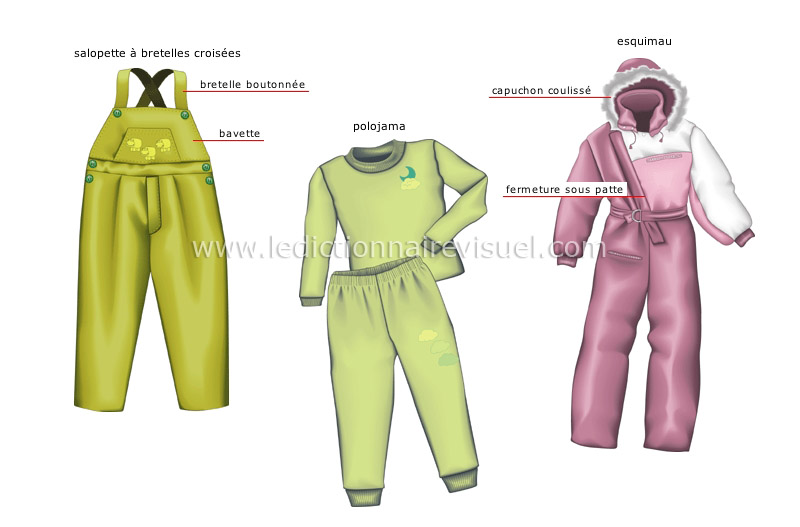 salopette à bretelles croisées
bretelle boutonnée
bavette
polojama
esquimau
capuchon coulissé
fermeture sous patte
www.ledictionnairevisuel.com